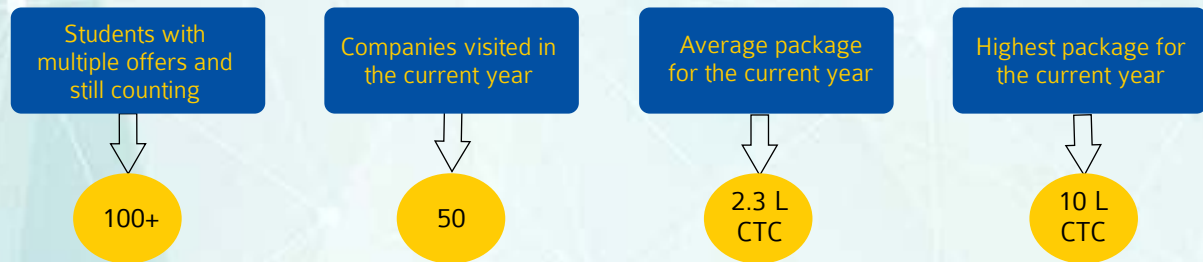 Students with
multiple offers and
still counting
100+
Companies visited in
the current year
50
Average package
for the current year
2.3 L
CTC
Highest package for
the current year
10 L
CTC